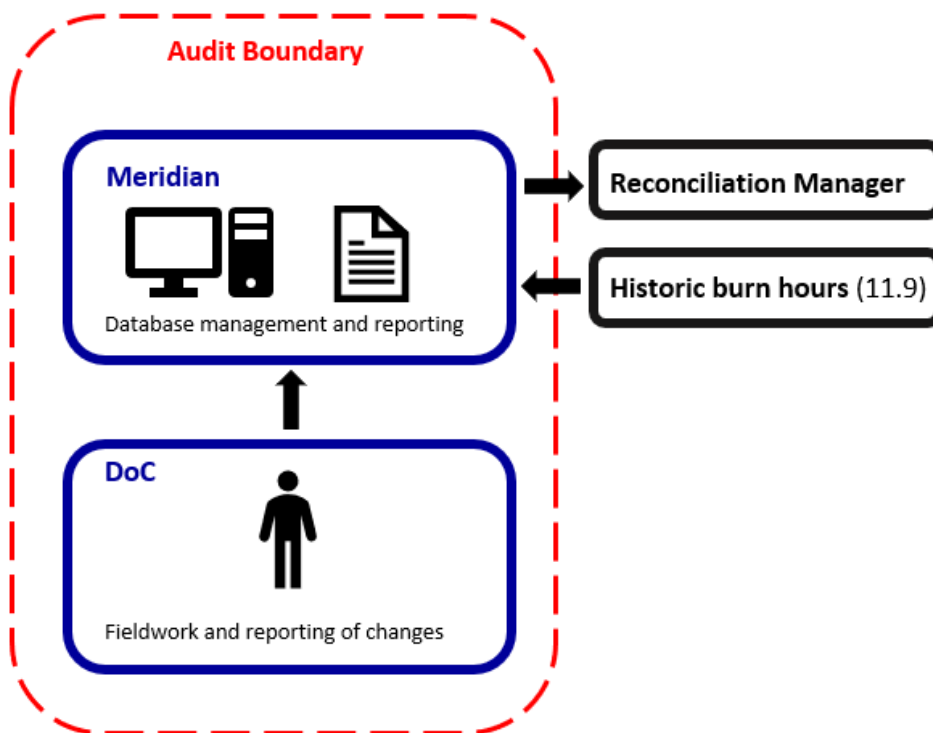 Audit Boundary
Meridian
Database management and reporting
Reconciliation Manager
Historic burn hours (11.9)
DoC
Fieldwork and reporting of changes